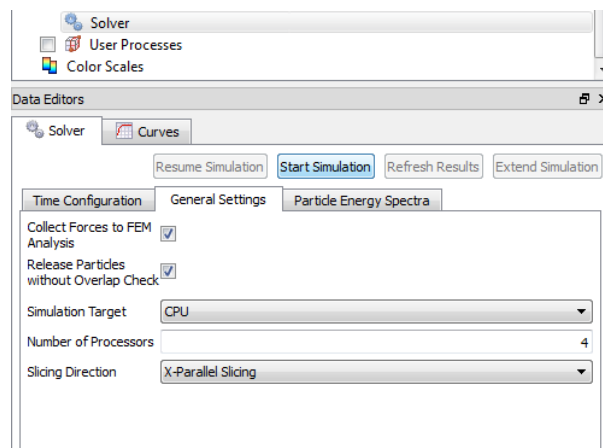 Solver
User Processes
Color Scales
Data Editors
Solver Curves
Resume Simulation Start Simulation Refresh Results Extend Simulation
Time Configuration General Settings Particle Energy Spectra
Collect Forces to FEM
Analysis
Release Particles
without Overlap Check
Simulation Target CPU
Number of Processors 4
Slicing Direction X-Parallel Slicing